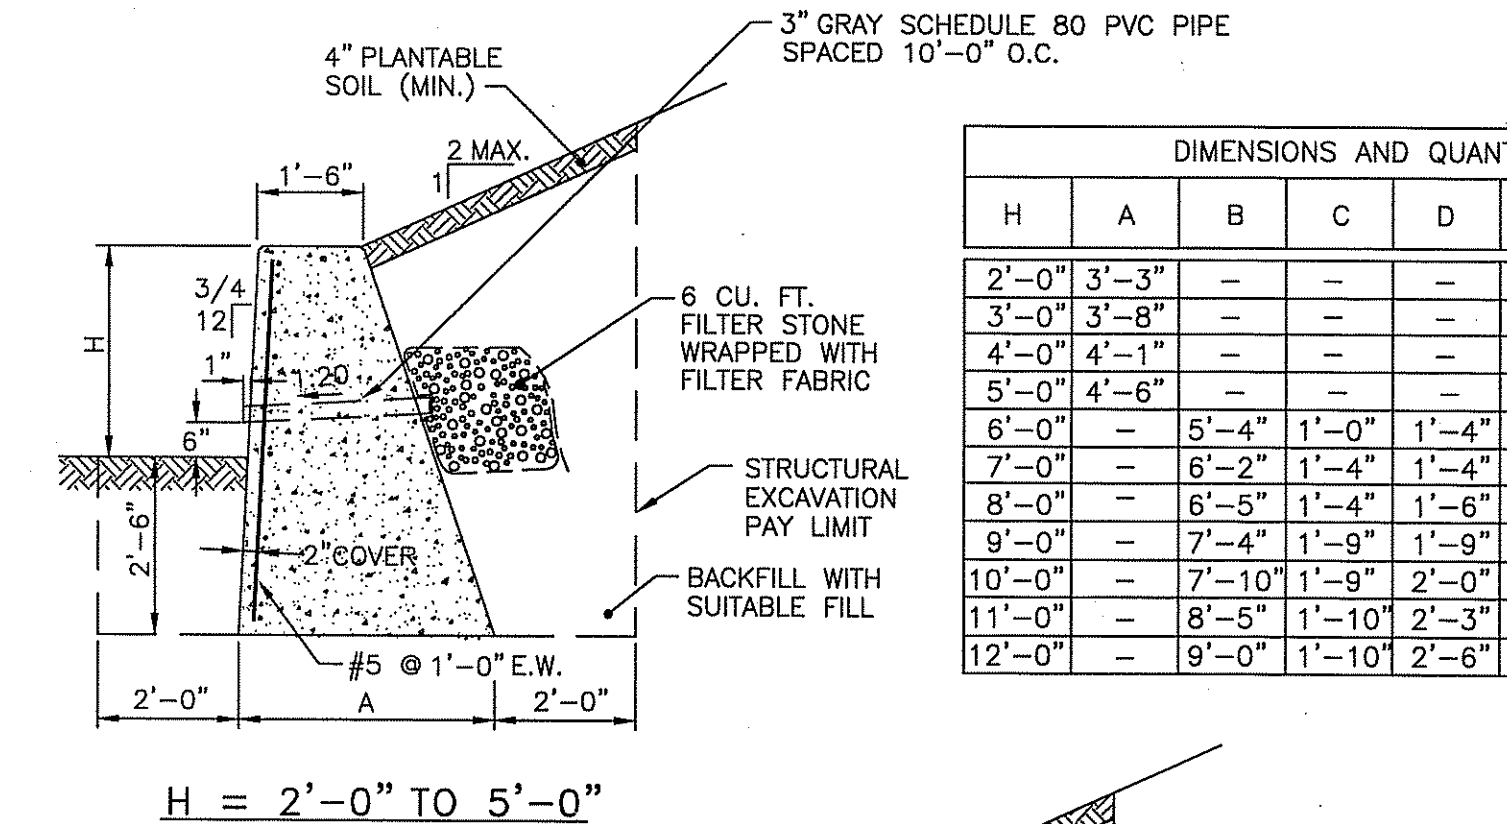 3" GRAY SCHEDULE 80 PVC PIPE
SPACED 10'-0" O.C.
4" PLANTABLE
SOIL (MIN.)
2 MAX.
1
1'-6"
3/4
12
H
1"
1:20
6"
2'-6"
2" COVER
6 CU. FT.
FILTER STONE
WRAPPED WITH
FILTER FABRIC
STRUCTURAL
EXCAVATION
PAY LIMIT
BACKFILL WITH
SUITABLE FILL
#5 @ 1'-0" E.W.
2'-0" A 2'-0"
H = 2'-0" TO 5'-0"
DIMENSIONS AND QUANT
H A B C D
2'-0" 3'-3" - - -
3'-0" 3'-8" - - -
4'-0" 4'-1" - - -
5'-0" 4'-6" - - -
6'-0" - 5'-4" 1'-0" 1'-4"
7'-0" - 6'-2" 1'-4" 1'-4"
8'-0" - 6'-5" 1'-4" 1'-6"
9'-0" - 7'-4" 1'-9" 1'-9"
10'-0" - 7'-10" 1'-9" 2'-0"
11'-0" - 8'-5" 1'-10" 2'-3"
12'-0" - 9'-0" 1'-10" 2'-6"